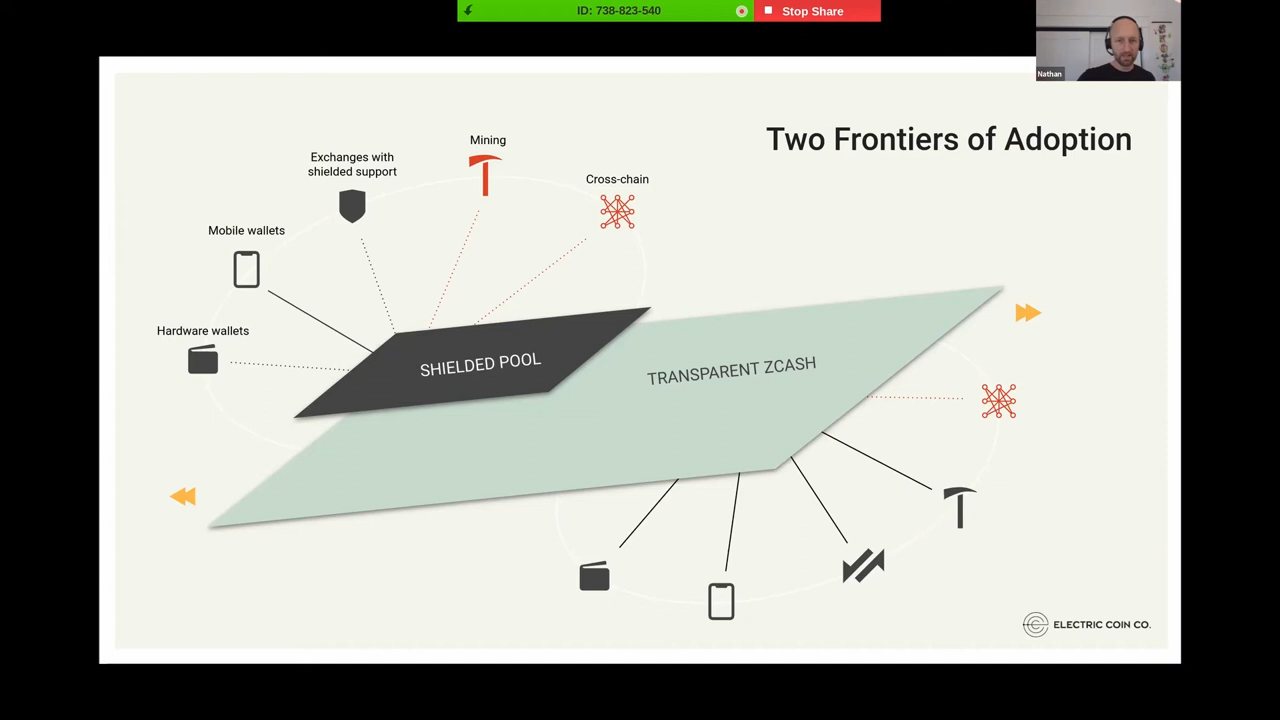 ID: 738-823-540
Stop Share
Nathan
Two Frontiers of Adoption
Mining
Exchanges with
shielded support
Cross-chain
Mobile wallets
Hardware wallets
SHIELDED POOL
TRANSPARENT ZCASH
ELECTRIC COIN CO.